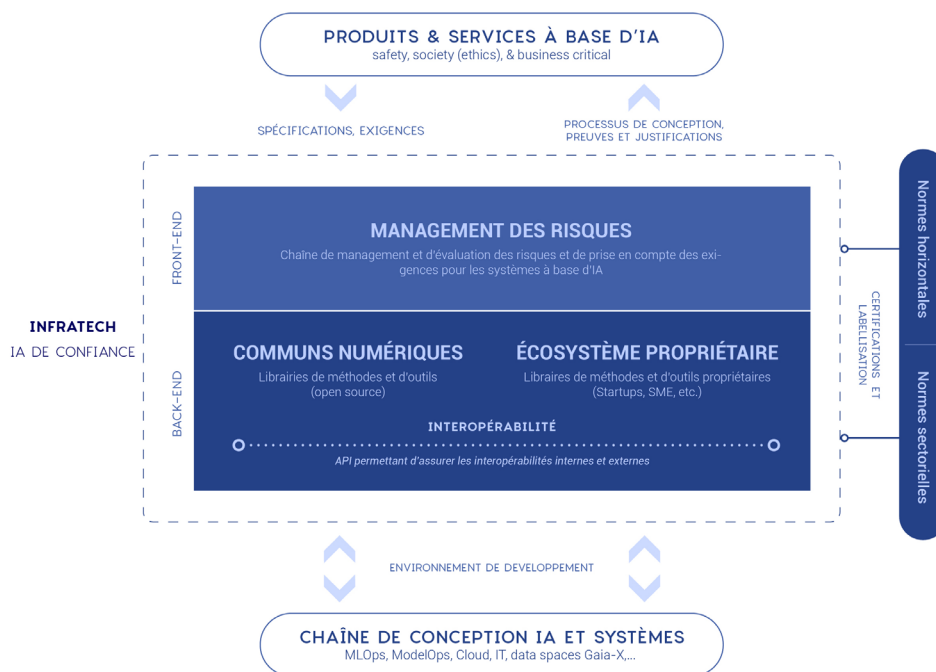 PRODUITS & SERVICES À BASE D'IA
safety, society (ethics), & business critical
SPÉCIFICATIONS, EXIGENCES
PROCESSUS DE CONCEPTION,
PREUVES ET JUSTIFICATIONS
INFRATECH
IA DE CONFIANCE
FRONT-END
MANAGEMENT DES RISQUES
Chaîne de management et d'évaluation des risques et de prise en compte des exi-
gences pour les systèmes à base d'IA
BACK-END
COMMUNS NUMÉRIQUES
Librairies de méthodes et d'outils
(open source)
ÉCOSYSTÈME PROPRIÉTAIRE
Libraires de méthodes et d'outils propriétaires
(Startups, SME, etc.)
INTEROPÉRABILITÉ
API permettant d'assurer les interopérabilités internes et externes
CERTIFICATIONS ET
LABELLISATION
Normes horizontales
Normes sectorielles
ENVIRONNEMENT DE DEVELOPPEMENT
CHAÎNE DE CONCEPTION IA ET SYSTÈMES
MLOps, ModelOps, Cloud, IT, data spaces Gaia-X,...